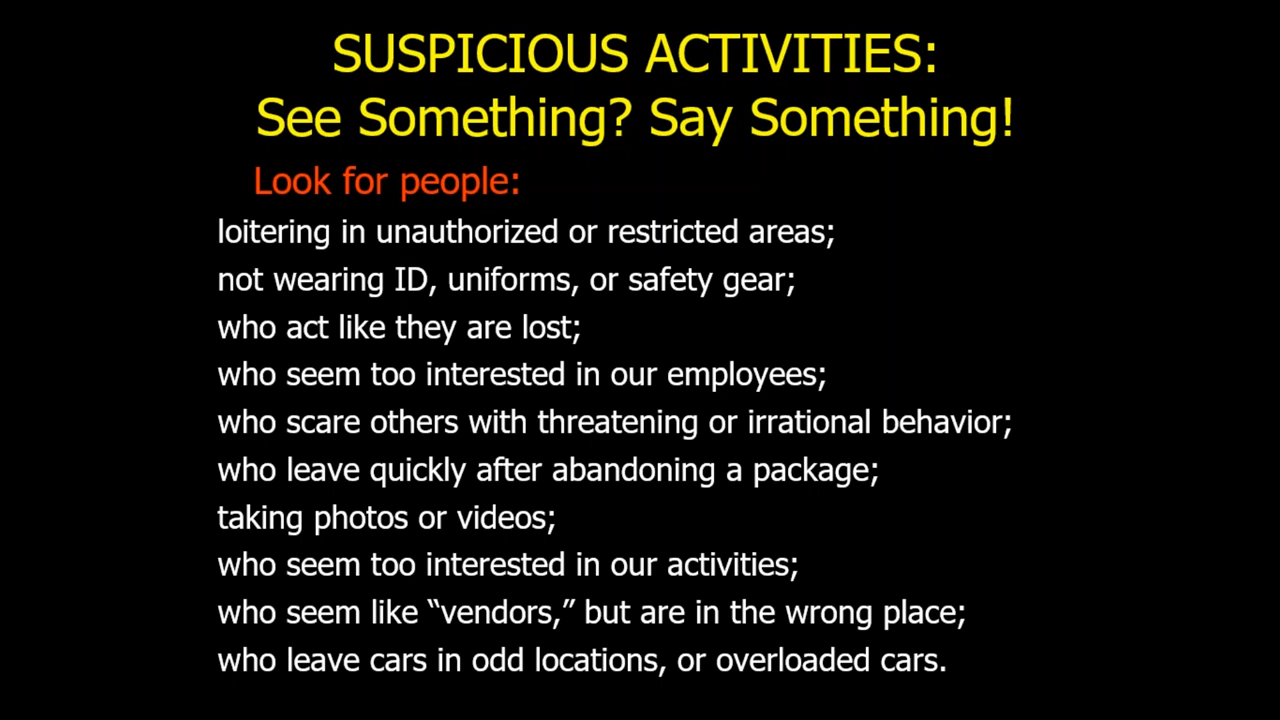 SUSPICIOUS ACTIVITIES:
See Something? Say Something!
Look for people:
loitering in unauthorized or restricted areas;
not wearing ID, uniforms, or safety gear;
who act like they are lost;
who seem too interested in our employees;
who scare others with threatening or irrational behavior;
who leave quickly after abandoning a package;
taking photos or videos;
who seem too interested in our activities;
who seem like “vendors,” but are in the wrong place;
who leave cars in odd locations, or overloaded cars.